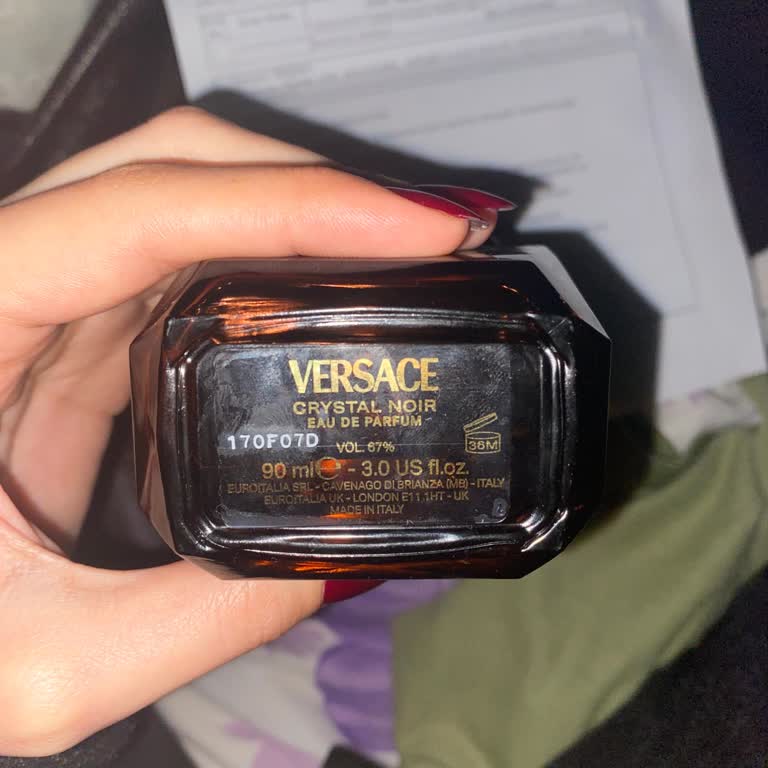 VERSACE
CRYSTAL NOIR
EAU DE PARFUM
170F07D
VOL. 67%
36M
90 ml ℮ - 3.0 US fl.oz.
EUROITALIA SRL - CAVENAGO DI BRIANZA (MB) - ITALY
EUROITALIA UK - LONDON E11 1HT - UK
MADE IN ITALY